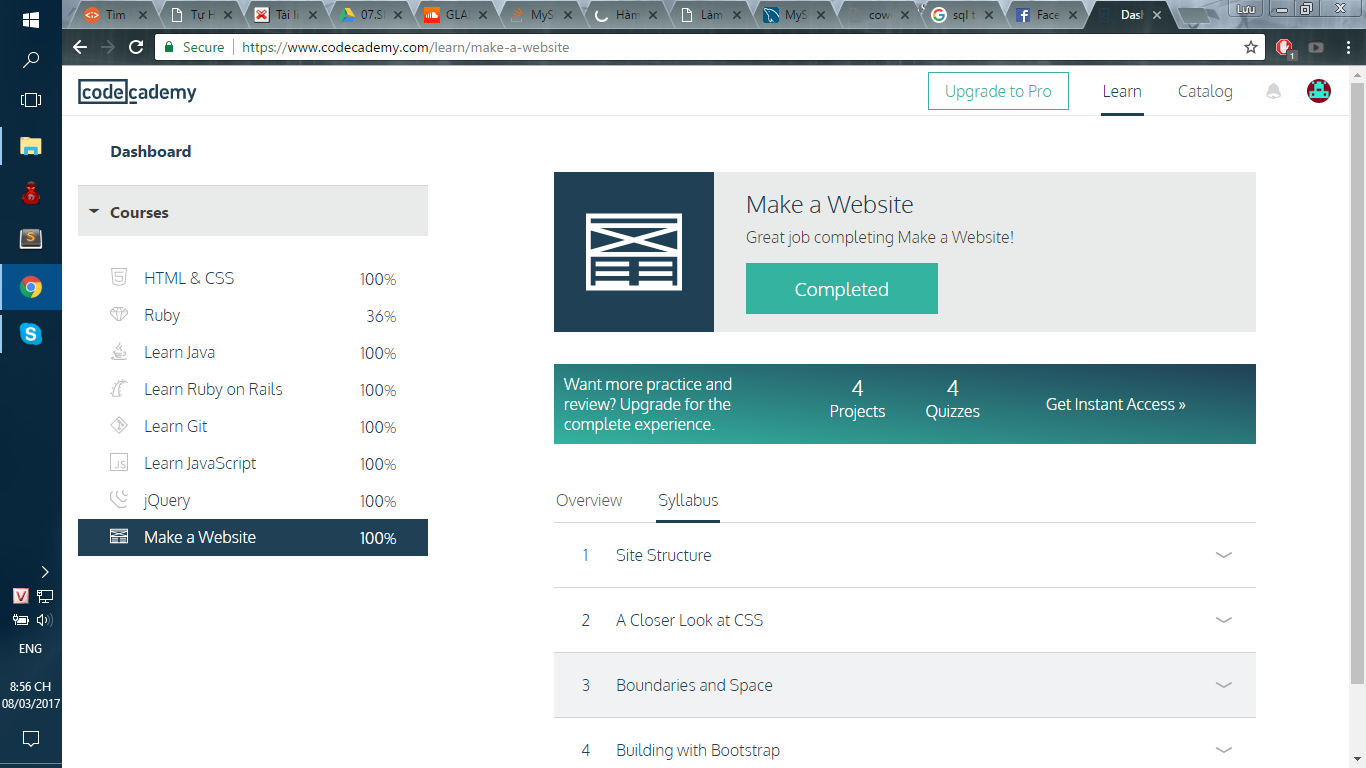 Tìm
Tự H
Tài li
07.SI
GLA
MyS
Hàm
Làm
MyS
cow
sql t
Face
Dash
Lưu
Secure
https://www.codecademy.com/learn/make-a-website
1
codecademy
Upgrade to Pro
Learn
Catalog
Dashboard
Courses
HTML & CSS 100%
Ruby 36%
Learn Java 100%
Learn Ruby on Rails 100%
Learn Git 100%
Learn JavaScript 100%
jQuery 100%
Make a Website 100%
Make a Website
Great job completing Make a Website!
Completed
Want more practice and
review? Upgrade for the
complete experience.
4
Projects
4
Quizzes
Get Instant Access »
Overview
Syllabus
1 Site Structure
2 A Closer Look at CSS
3 Boundaries and Space
4 Building with Bootstrap
ENG
8:56 CH
08/03/2017